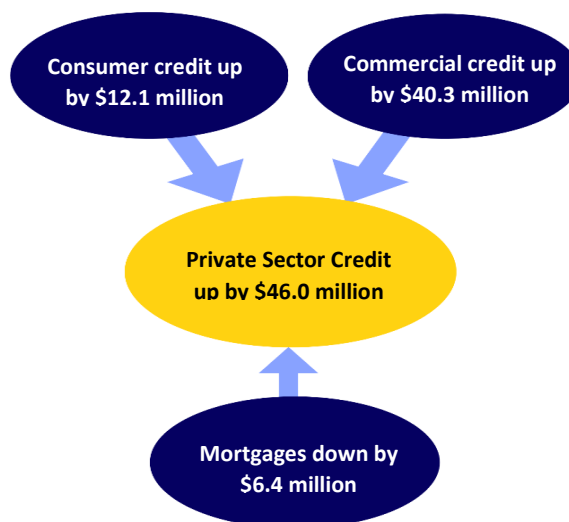 Consumer credit up
by $12.1 million
Commercial credit up
by $40.3 million
Private Sector Credit
up by $46.0 million
Mortgages down by
$6.4 million